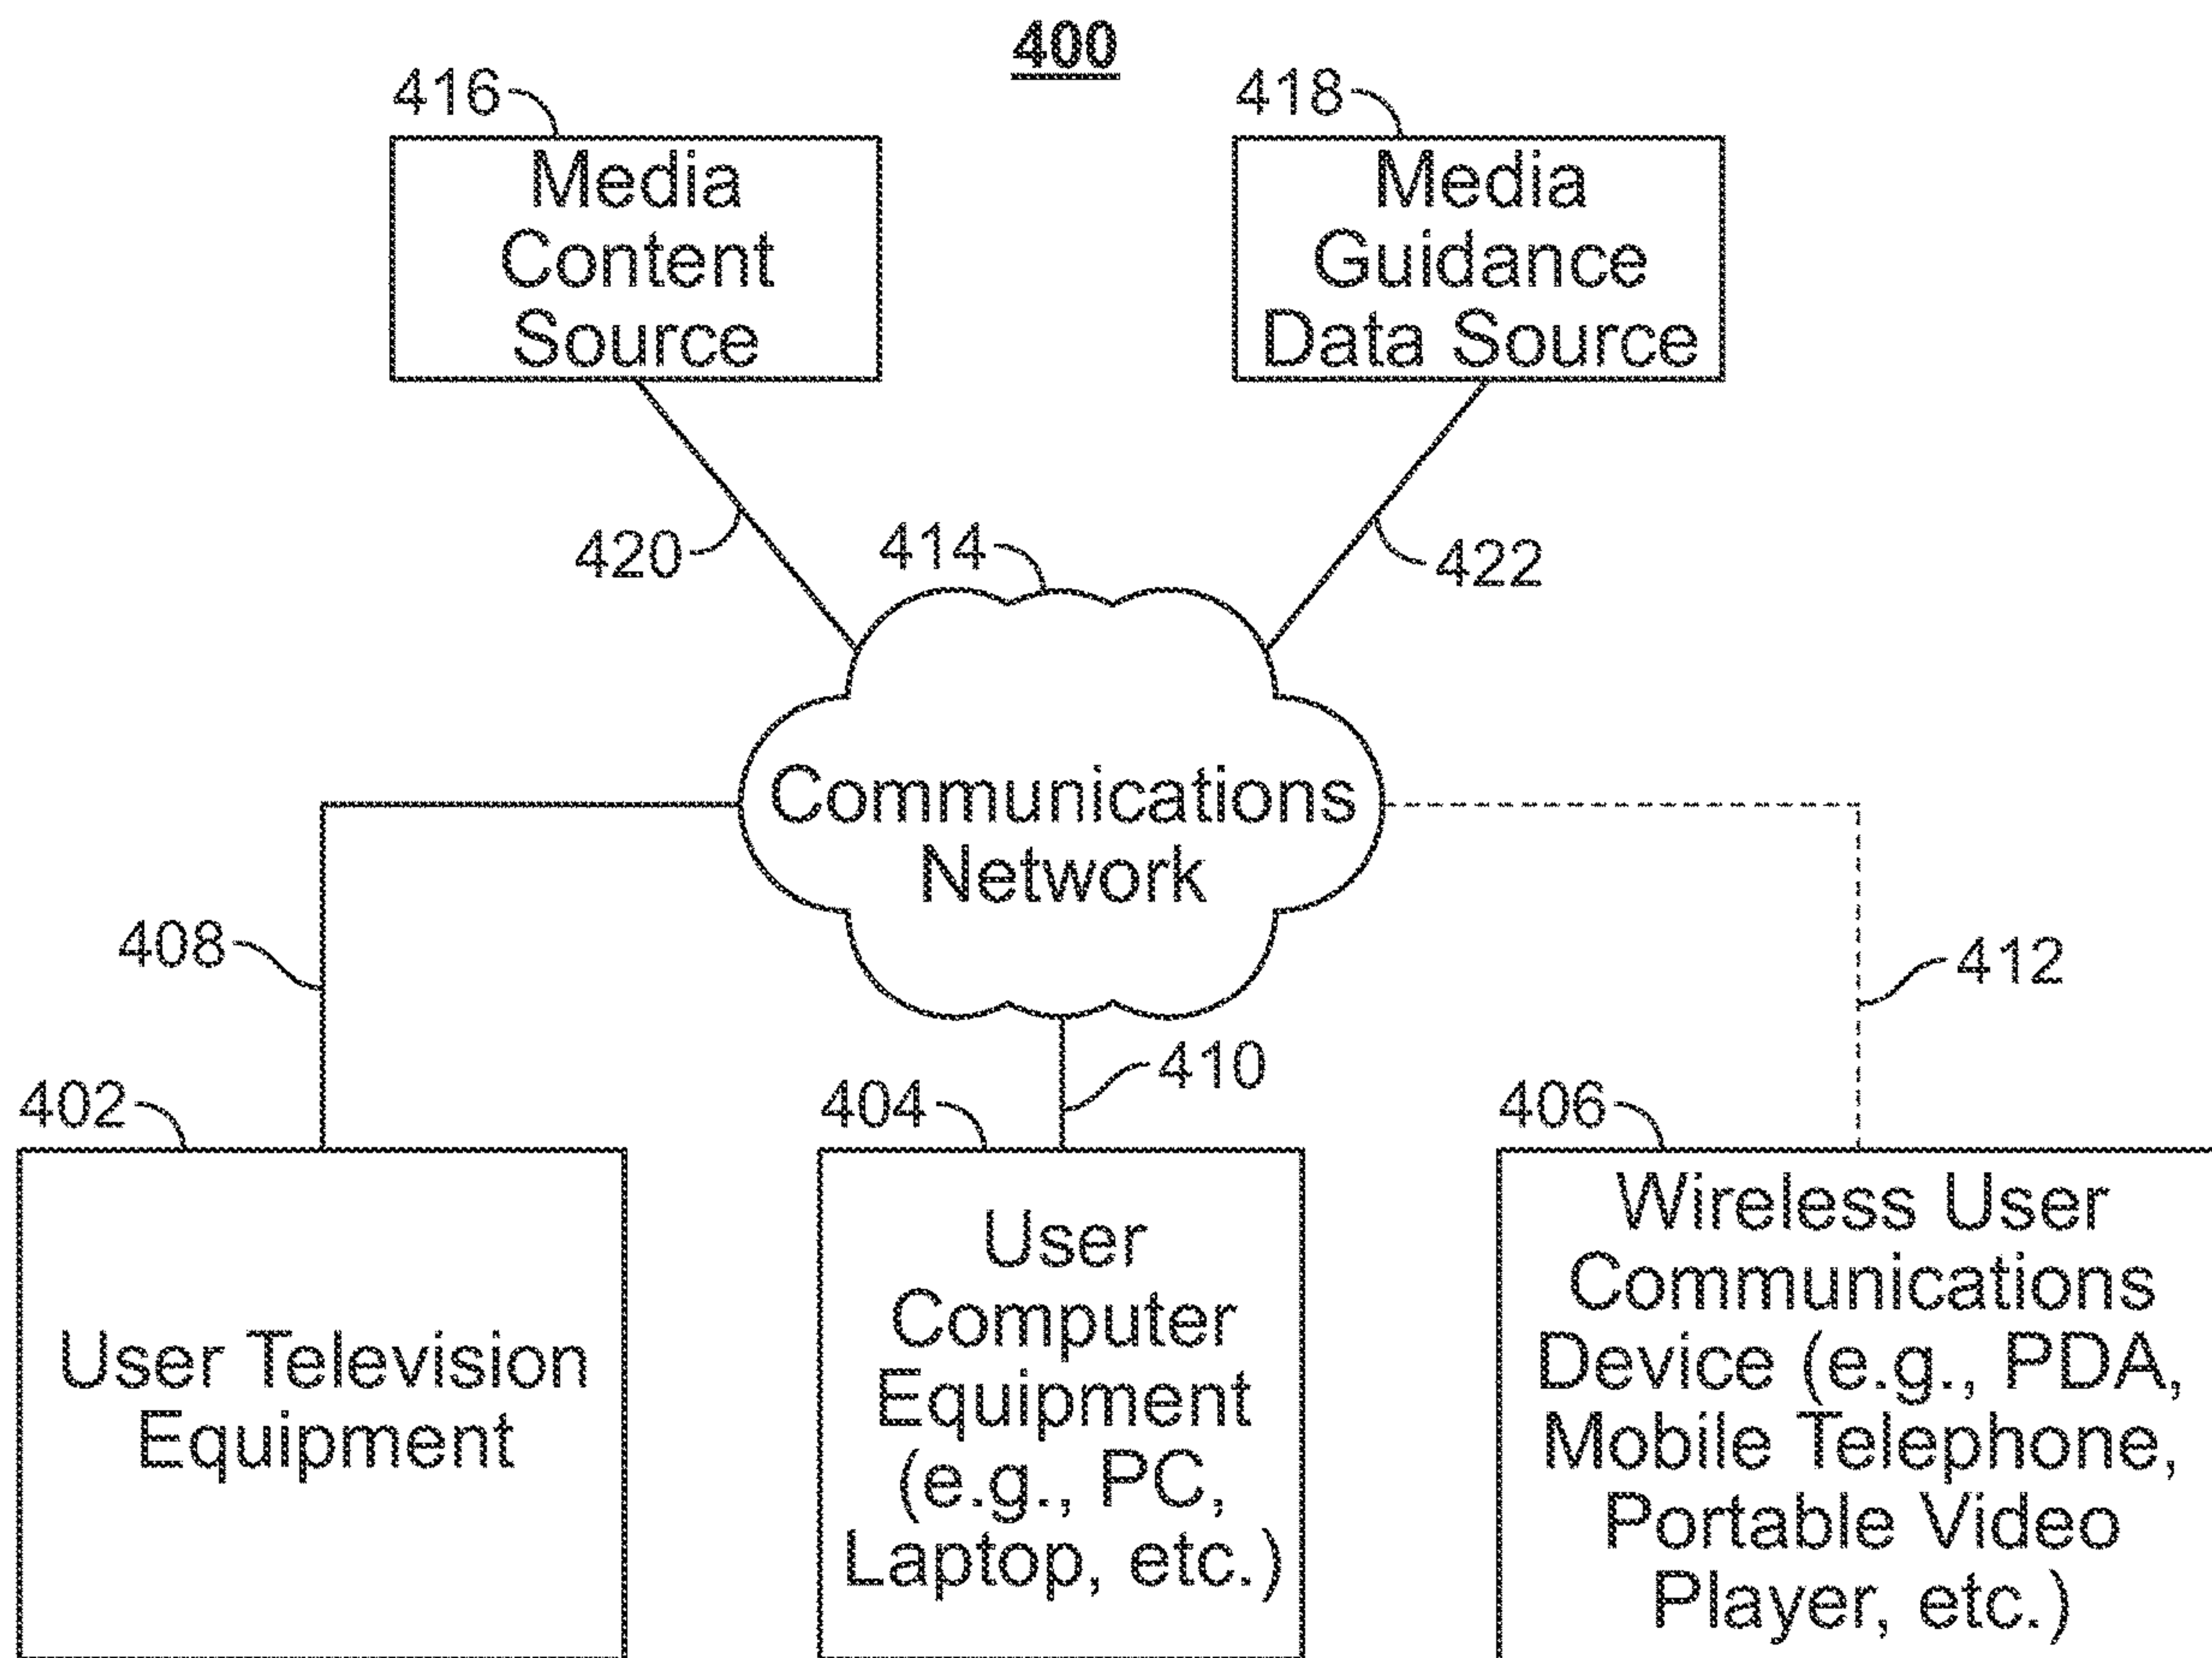 400
416
418
Media
Content
Source
Media
Guidance
Data Source
420
414
422
Communications
Network
408
412
410
402
404
406
User Television
Equipment
User
Computer
Equipment
(e.g., PC,
Laptop, etc.)
Wireless User
Communications
Device (e.g., PDA,
Mobile Telephone,
Portable Video
Player, etc.)